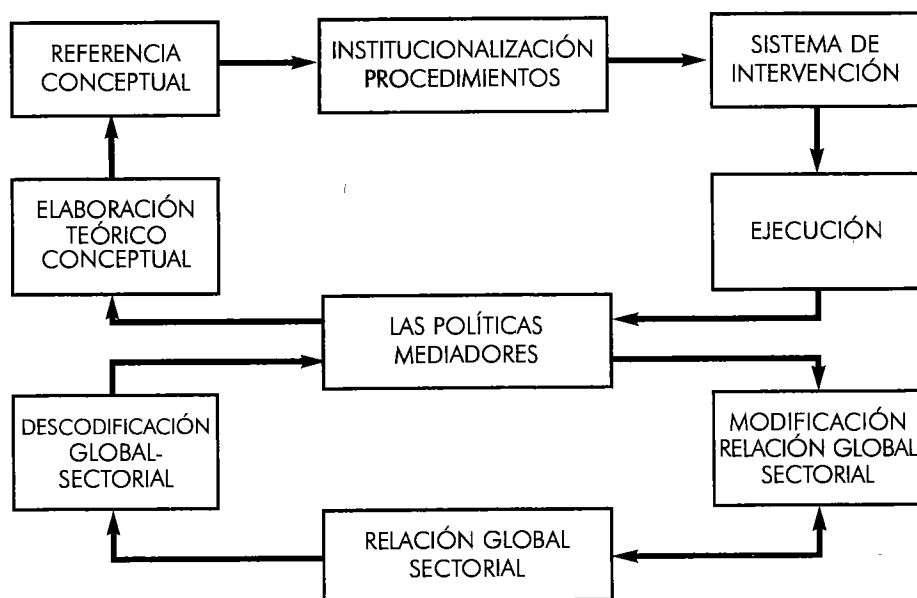 REFERENCIA
CONCEPTUAL
INSTITUCIONALIZACIÓN
PROCEDIMIENTOS
SISTEMA DE
INTERVENCIÓN
ELABORACIÓN
TEÓRICO
CONCEPTUAL
EJECUCIÓN
LAS POLÍTICAS
MEDIADORES
DESCODIFICACIÓN
GLOBAL-
SECTORIAL
MODIFICACIÓN
RELACIÓN GLOBAL
SECTORIAL
RELACIÓN GLOBAL
SECTORIAL